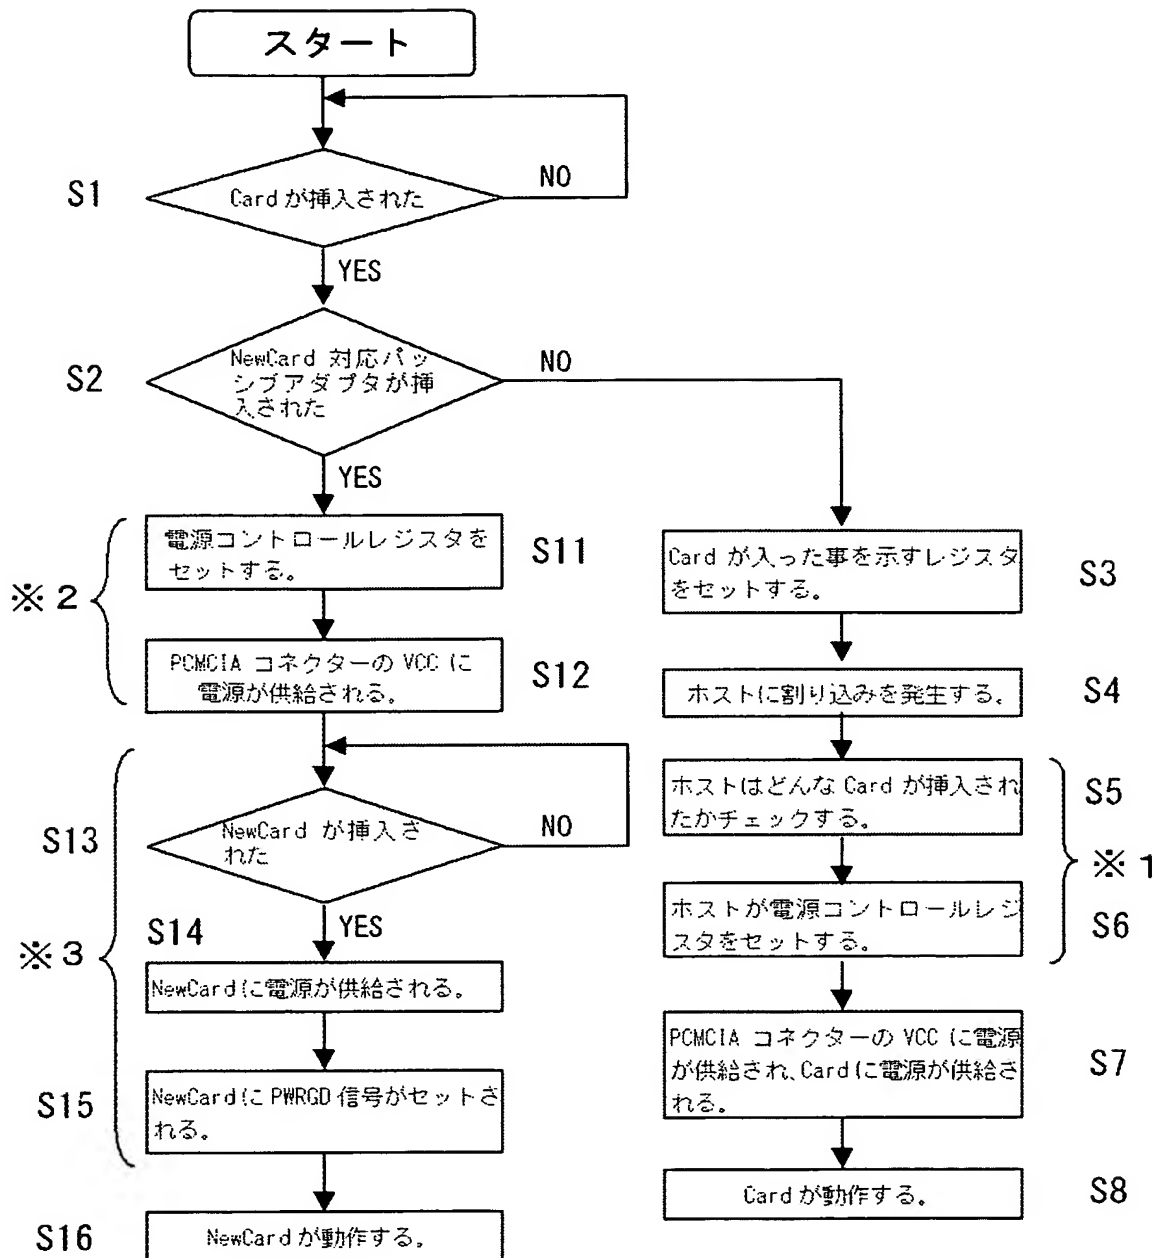 スタート
S1
Cardが挿入された
NO
YES
S2
NewCard 対応パッ
シブアダプタが挿
入された
NO
YES
※2
電源コントロールレジスタを
セットする。
S11
PCMCIA コネクターの VCC に
電源が供給される。
S12
※3
S13
NewCard が挿入さ
れた
NO
YES
S14
NewCardに電源が供給される。
S15
NewCardに PWRGD 信号がセットさ
れる。
S16
NewCardが動作する。
Card が入った事を示すレジスタ
をセットする。
S3
ホストに割り込みを発生する。
S4
ホストはどんな Card が挿入され
たかチェックする。
S5
※1
ホストが電源コントロールレジ
スタをセットする。
S6
PCMCIA コネクターの VCC に電源
が供給され、Cardに電源が供給さ
れる。
S7
Cardが動作する。
S8